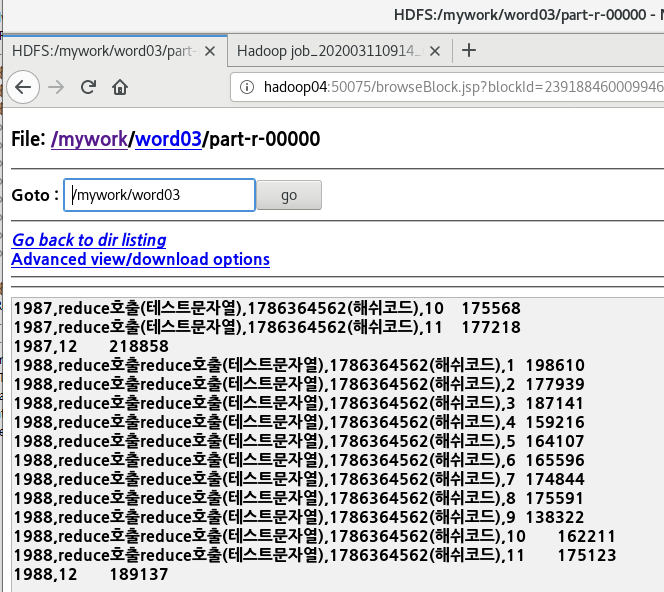 HDFS:/mywork/word03/part-r-00000 -
HDFS:/mywork/word03/part- × Hadoop job_202003110914_ × +
hadoop04:50075/browseBlock.jsp?blockId=239188460009946
File: /mywork/word03/part-r-00000
Goto : /mywork/word03 go
Go back to dir listing
Advanced view/download options
1987,reduce호출(테스트문자열),1786364562(해쉬코드),10 175568
1987,reduce호출(테스트문자열),1786364562(해쉬코드),11 177218
1987,12 218858
1988,reduce호출reduce호출(테스트문자열),1786364562(해쉬코드),1 198610
1988,reduce호출reduce호출(테스트문자열),1786364562(해쉬코드),2 177939
1988,reduce호출reduce호출(테스트문자열),1786364562(해쉬코드),3 187141
1988,reduce호출reduce호출(테스트문자열),1786364562(해쉬코드),4 159216
1988,reduce호출reduce호출(테스트문자열),1786364562(해쉬코드),5 164107
1988,reduce호출reduce호출(테스트문자열),1786364562(해쉬코드),6 165596
1988,reduce호출reduce호출(테스트문자열),1786364562(해쉬코드),7 174844
1988,reduce호출reduce호출(테스트문자열),1786364562(해쉬코드),8 175591
1988,reduce호출reduce호출(테스트문자열),1786364562(해쉬코드),9 138322
1988,reduce호출reduce호출(테스트문자열),1786364562(해쉬코드),10 162211
1988,reduce호출reduce호출(테스트문자열),1786364562(해쉬코드),11 175123
1988,12 189137